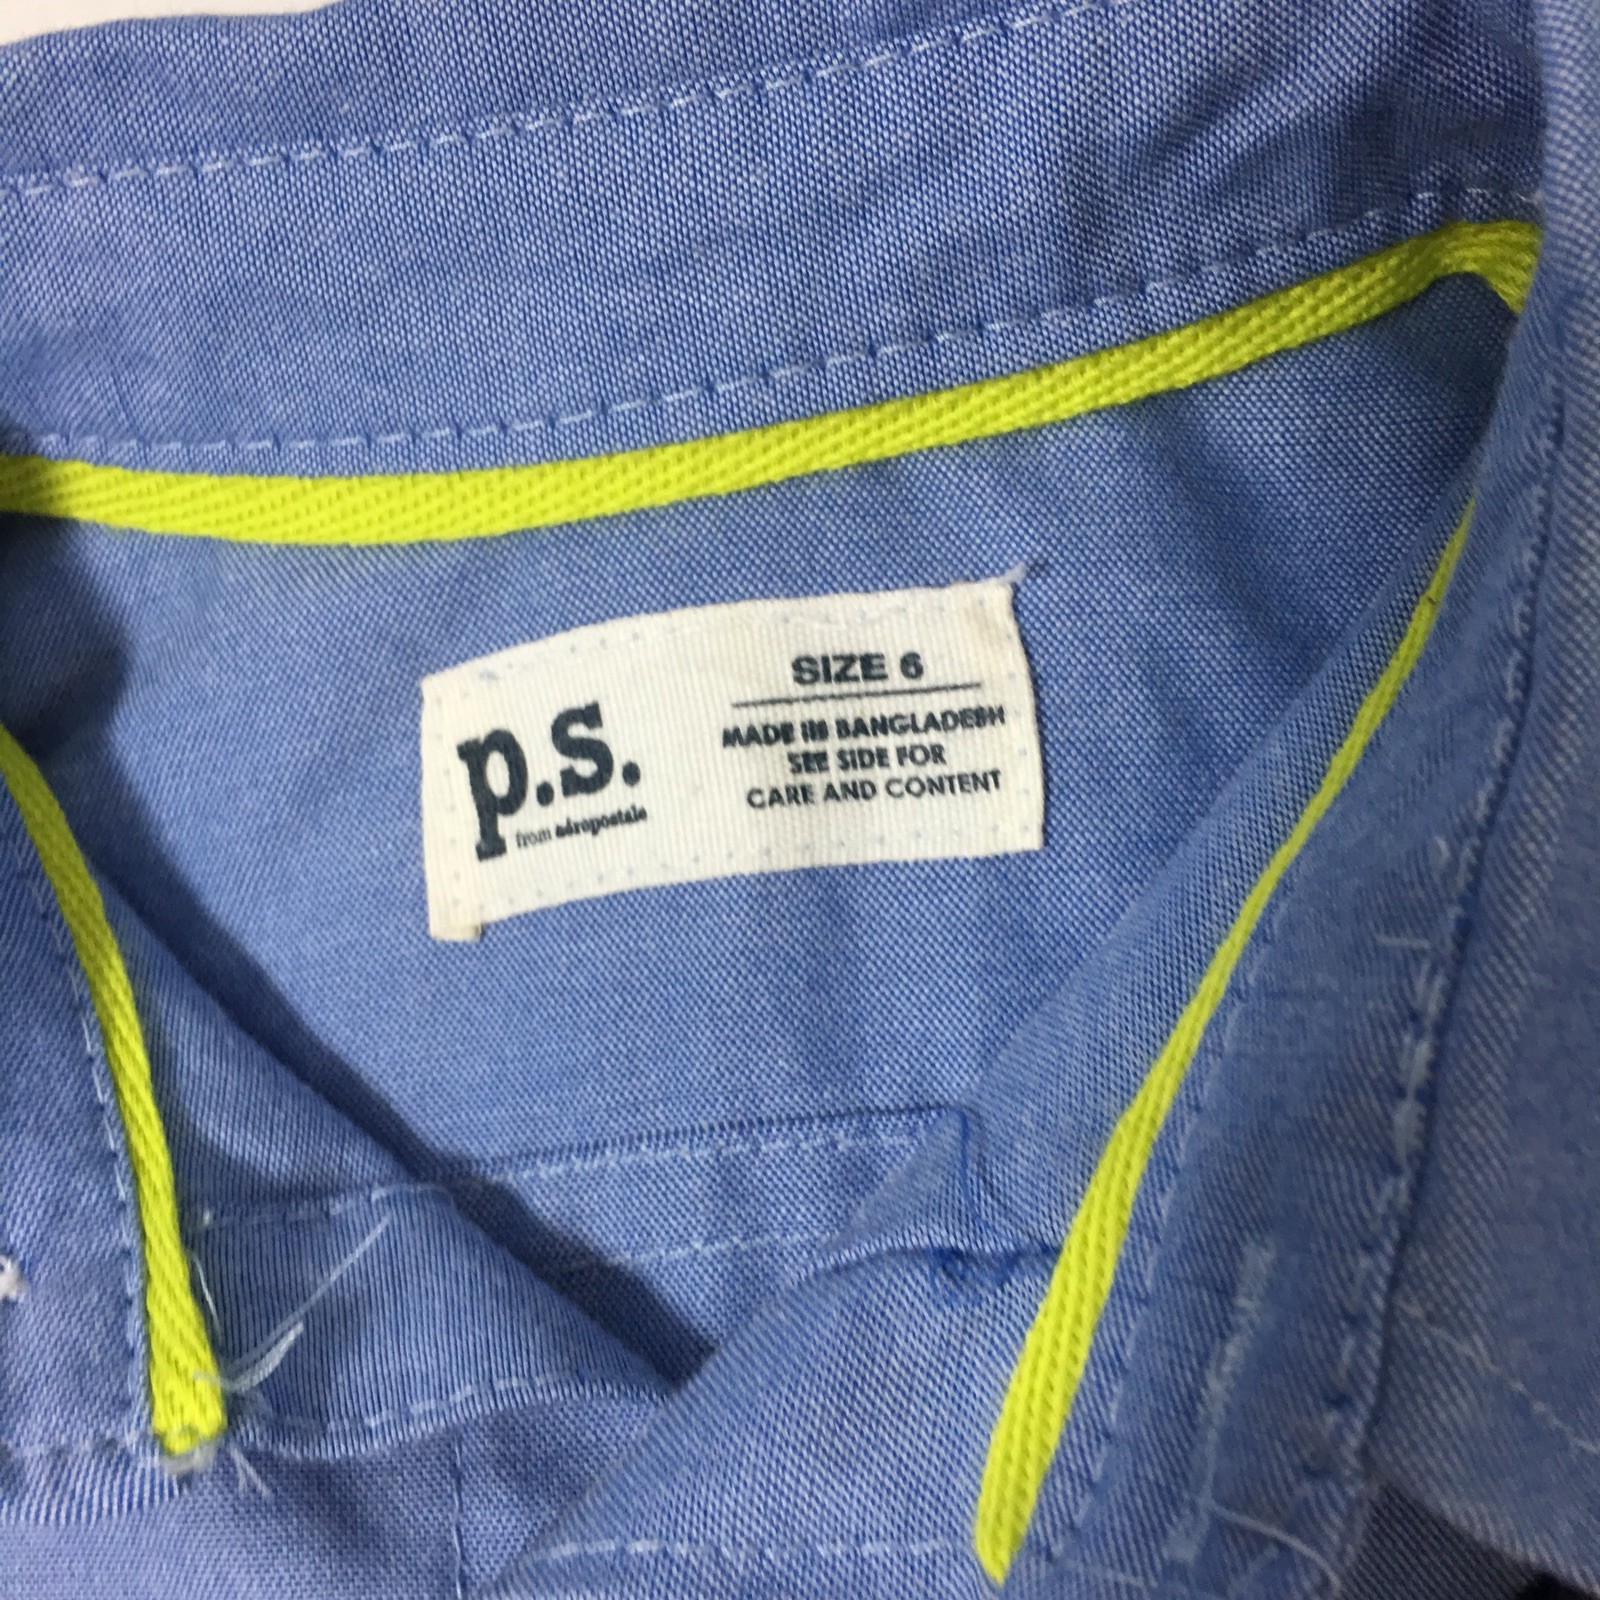 p.s.
from aéropostale
SIZE 6
MADE IN BANGLADESH
SEE SIDE FOR
CARE AND CONTENT